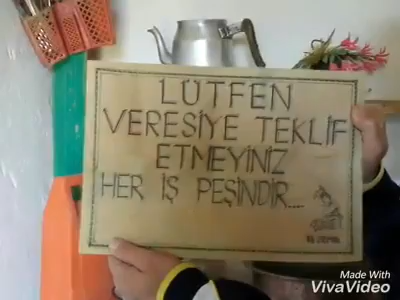 LÜTFEN
VERESİYE TEKLİF
ETMEYİNİZ
HER İŞ PEŞİNDİR....
Made With
VivaVideo